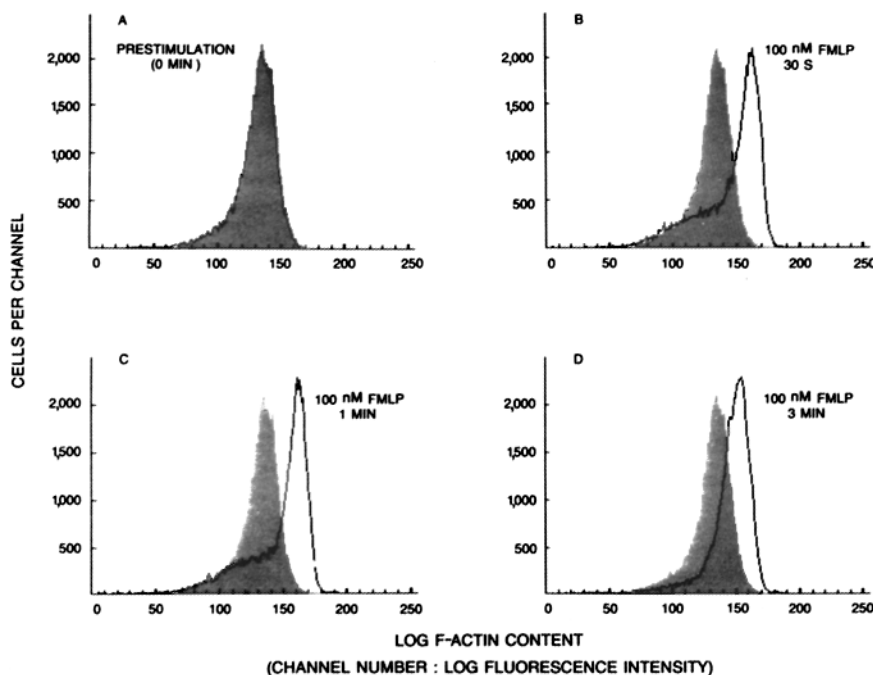 A
PRESTIMULATION
(0 MIN )
2,000
1,500
1,000
500
0 50 100 150 200 250
B
100 nM FMLP
30 S
2,000
1,500
1,000
500
0 50 100 150 200 250
CELLS PER CHANNEL
C
100 nM FMLP
1 MIN
2,000
1,500
1,000
500
0 50 100 150 200 250
D
100 nM FMLP
3 MIN
2,000
1,500
1,000
500
0 50 100 150 200 250
LOG F-ACTIN CONTENT
(CHANNEL NUMBER : LOG FLUORESCENCE INTENSITY)